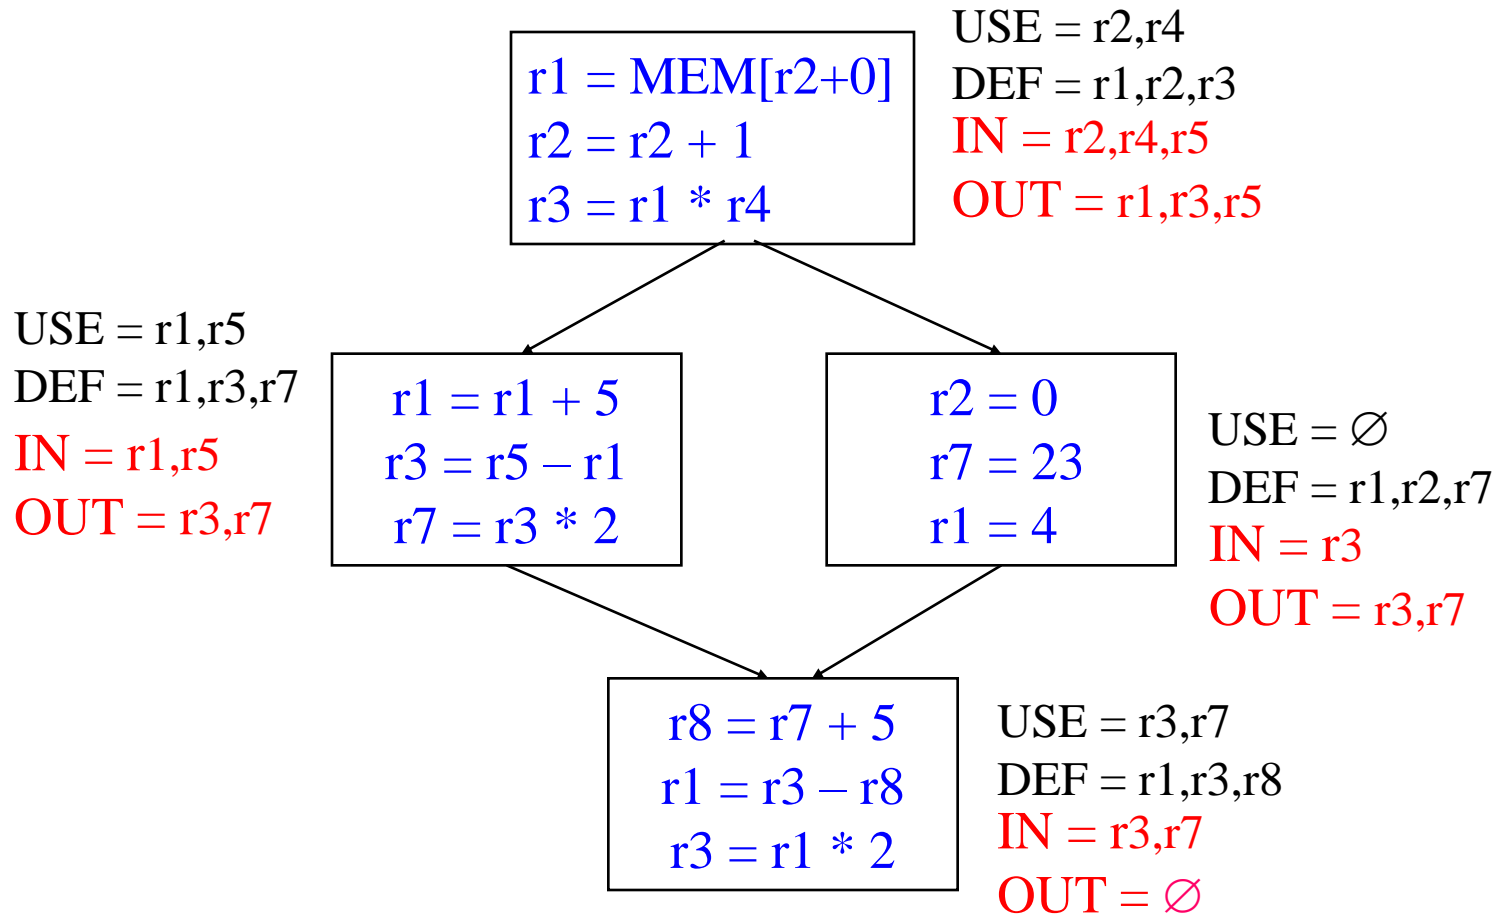 USE = r2,r4
DEF = r1,r2,r3
IN = r2,r4,r5
OUT = r1,r3,r5
r1 = MEM[r2+0]
r2 = r2 + 1
r3 = r1 * r4
USE = r1,r5
DEF = r1,r3,r7
IN = r1,r5
OUT = r3,r7
r1 = r1 + 5
r3 = r5 – r1
r7 = r3 * 2
r2 = 0
r7 = 23
r1 = 4
USE = ∅
DEF = r1,r2,r7
IN = r3
OUT = r3,r7
r8 = r7 + 5
r1 = r3 – r8
r3 = r1 * 2
USE = r3,r7
DEF = r1,r3,r8
IN = r3,r7
OUT = ∅